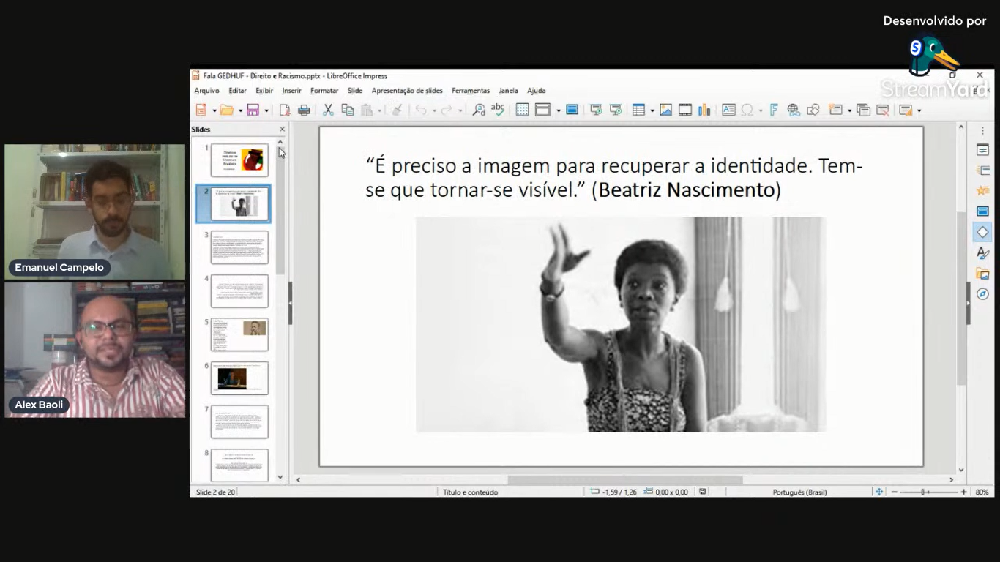 Desenvolvido por
StreamYard
Fala GEDHUF - Direito e Racismo.pptx - LibreOffice Impress
Arquivo Editar Exibir Inserir Formatar Slide Apresentação de slides Ferramentas Janela Ajuda
Slides
1
2
3
4
5
6
7
8
“É preciso a imagem para recuperar a identidade. Tem-
se que tornar-se visível.” (Beatriz Nascimento)
Emanuel Campelo
Alex Baoli
Slide 2 de 20
Título e conteúdo
-1,59 / 1,26
0,00 x 0,00
Português (Brasil)
80%